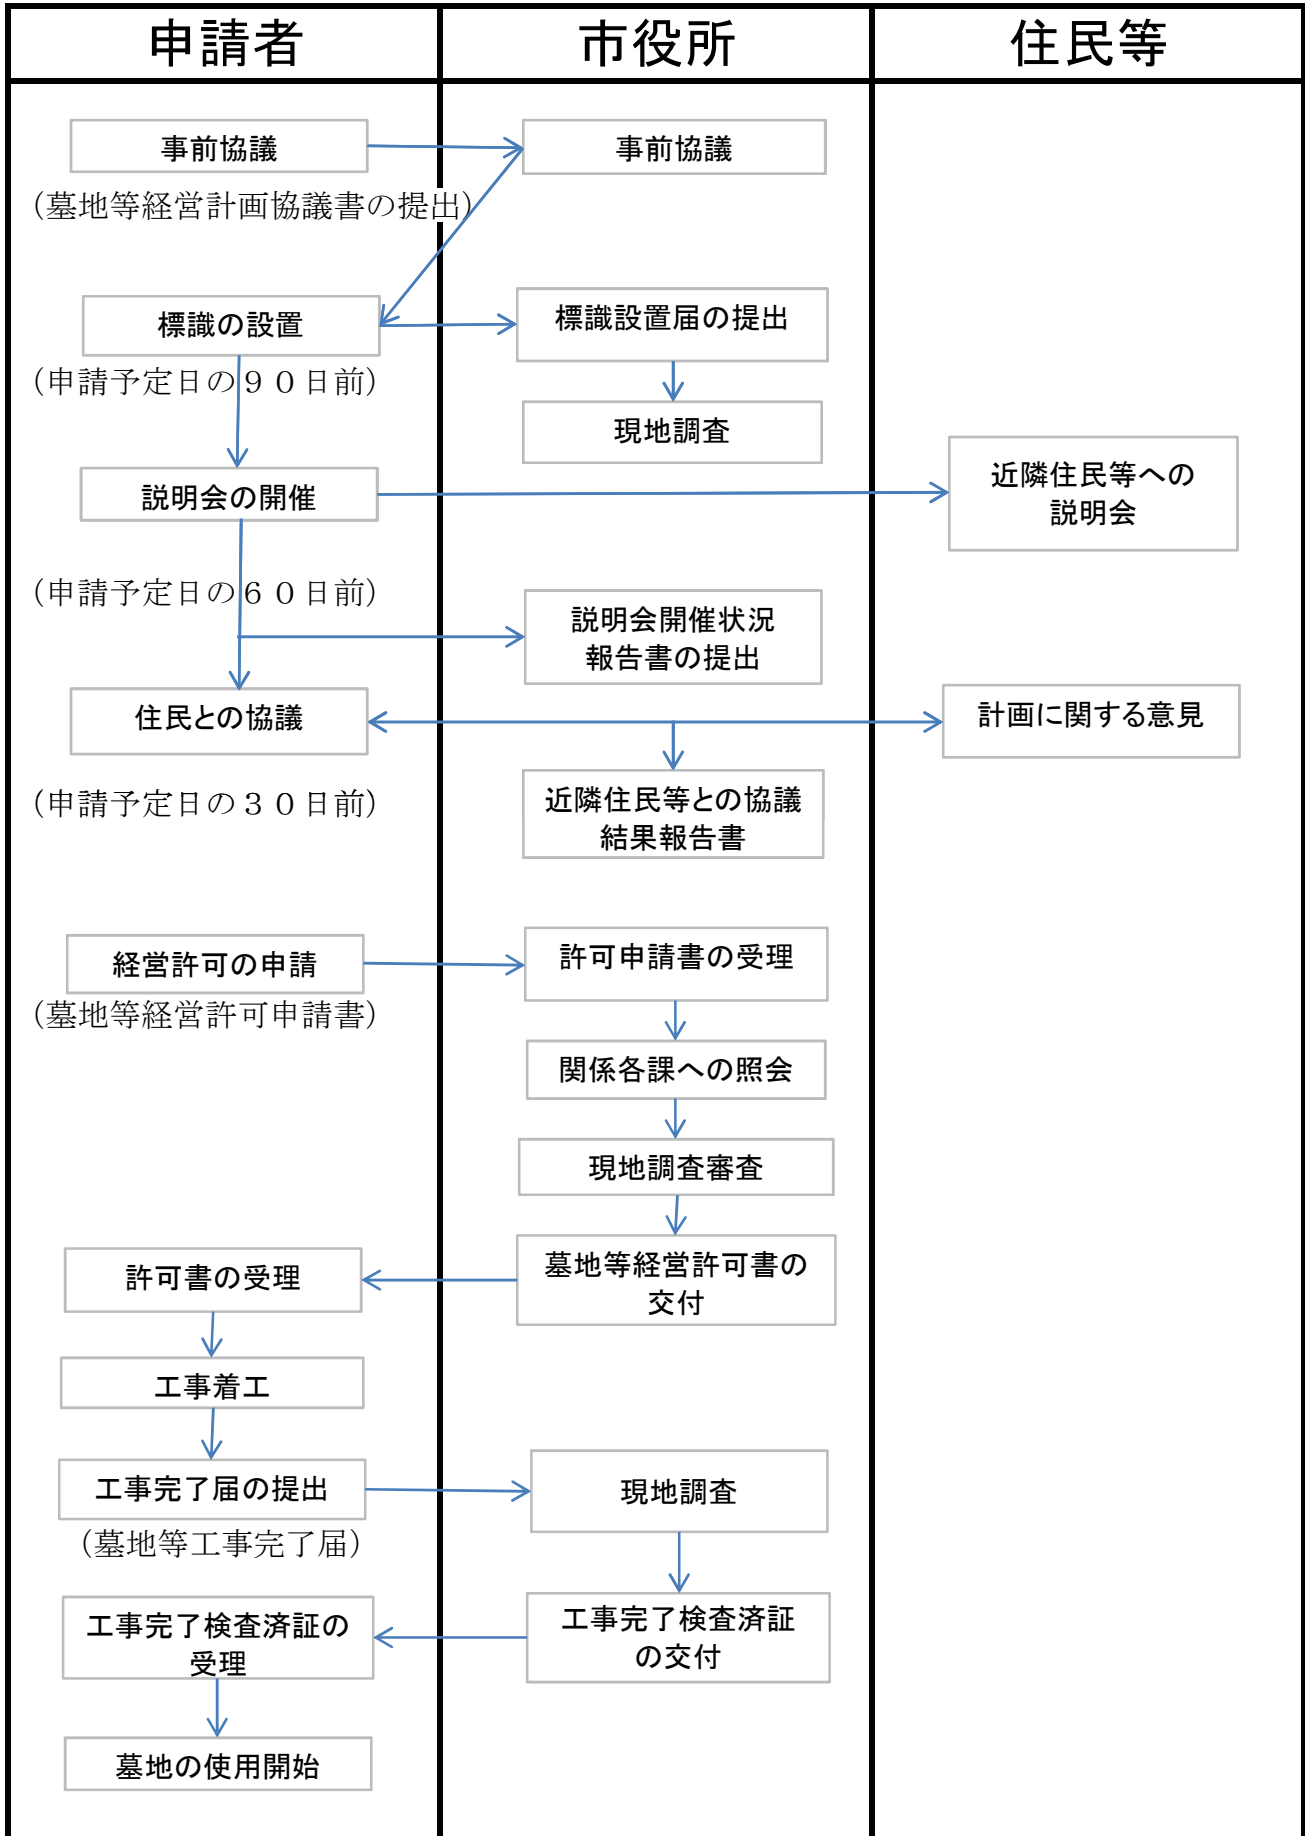 申請者
市役所
住民等
事前協議
事前協議
（墓地等経営計画協議書の提出）
標識の設置
標識設置届の提出
（申請予定日の９０日前）
現地調査
説明会の開催
近隣住民等への
説明会
（申請予定日の６０日前）
説明会開催状況
報告書の提出
住民との協議
計画に関する意見
（申請予定日の３０日前）
近隣住民等との協議
結果報告書
経営許可の申請
許可申請書の受理
（墓地等経営許可申請書）
関係各課への照会
現地調査審査
墓地等経営許可書の
交付
許可書の受理
工事着工
工事完了届の提出
現地調査
（墓地等工事完了届）
工事完了検査済証の
受理
工事完了検査済証
の交付
墓地の使用開始